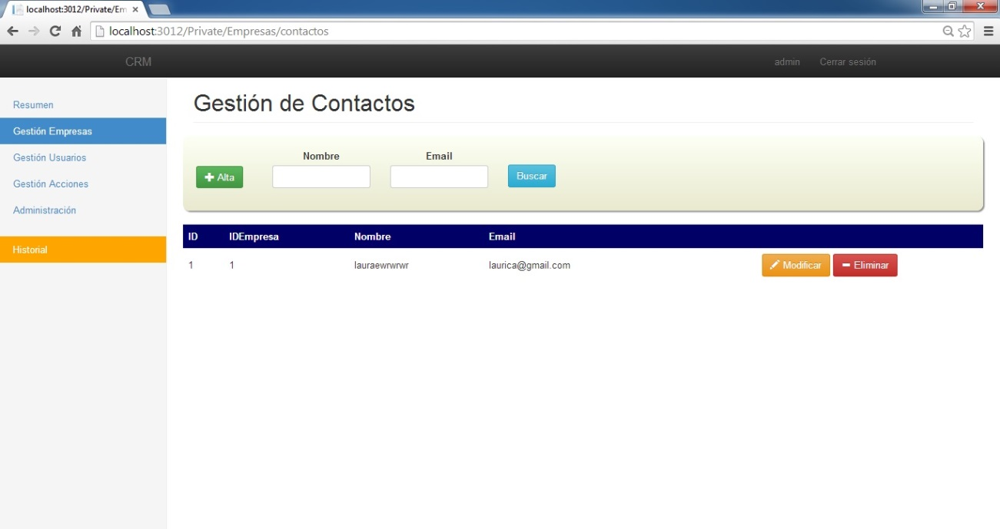 localhost:3012/Private/Em
localhost:3012/Private/Empresas/contactos
CRM
admin
Cerrar sesión
Resumen
Gestión Empresas
Gestión Usuarios
Gestión Acciones
Administración
Historial
Gestión de Contactos
Nombre
Email
Alta
Buscar
ID IDEmpresa Nombre Email
1 1 lauraewrwrwr laurica@gmail.com Modificar Eliminar